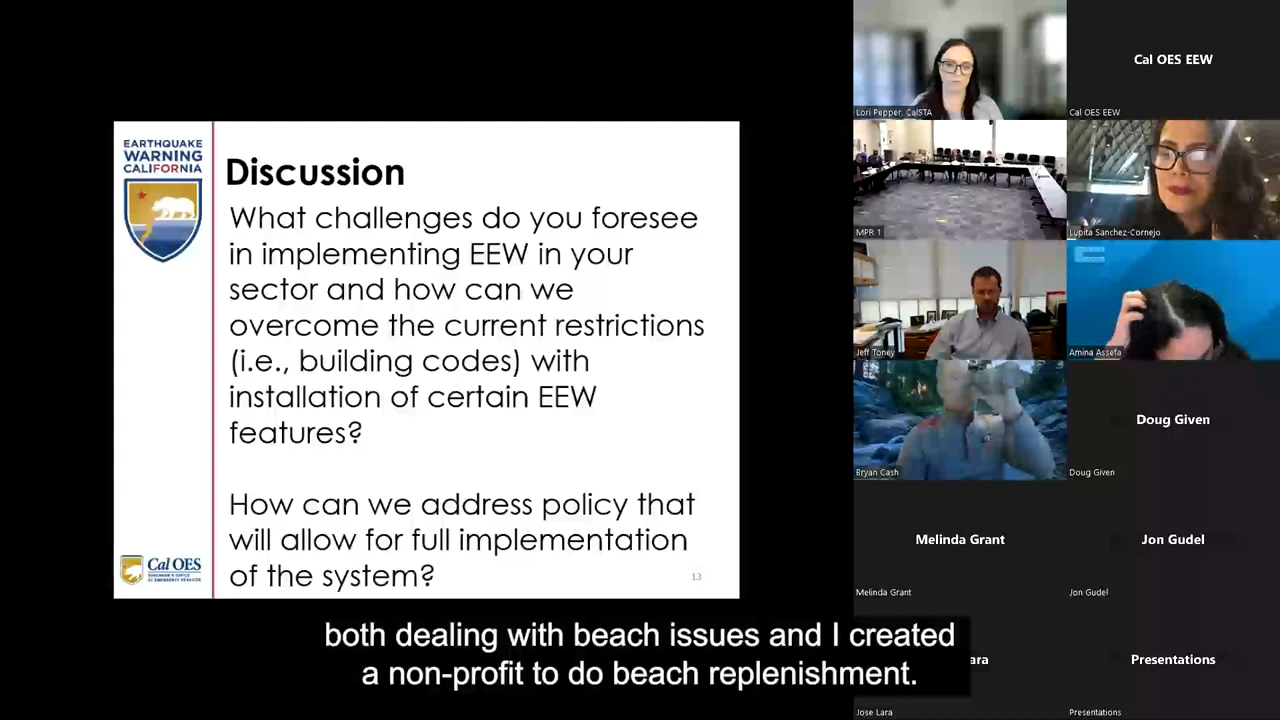 EARTHQUAKE
WARNING
CALIFORNIA
Discussion
What challenges do you foresee
in implementing EEW in your
sector and how can we
overcome the current restrictions
(i.e., building codes) with
installation of certain EEW
features?
How can we address policy that
will allow for full implementation
of the system?
Cal OES
GOVERNOR'S OFFICE
OF EMERGENCY SERVICES
13
Lori Pepper, CalSTA
Cal OES EEW
Cal OES EEW
MPR 1
Lupita Sanchez-Cornejo
Jeff Toney
Amina Assefa
Bryan Cash
Doug Given
Doug Given
Melinda Grant
Melinda Grant
Jon Gudel
Jon Gudel
ara
Jose Lara
Presentations
Presentations
both dealing with beach issues and I created
a non-profit to do beach replenishment.